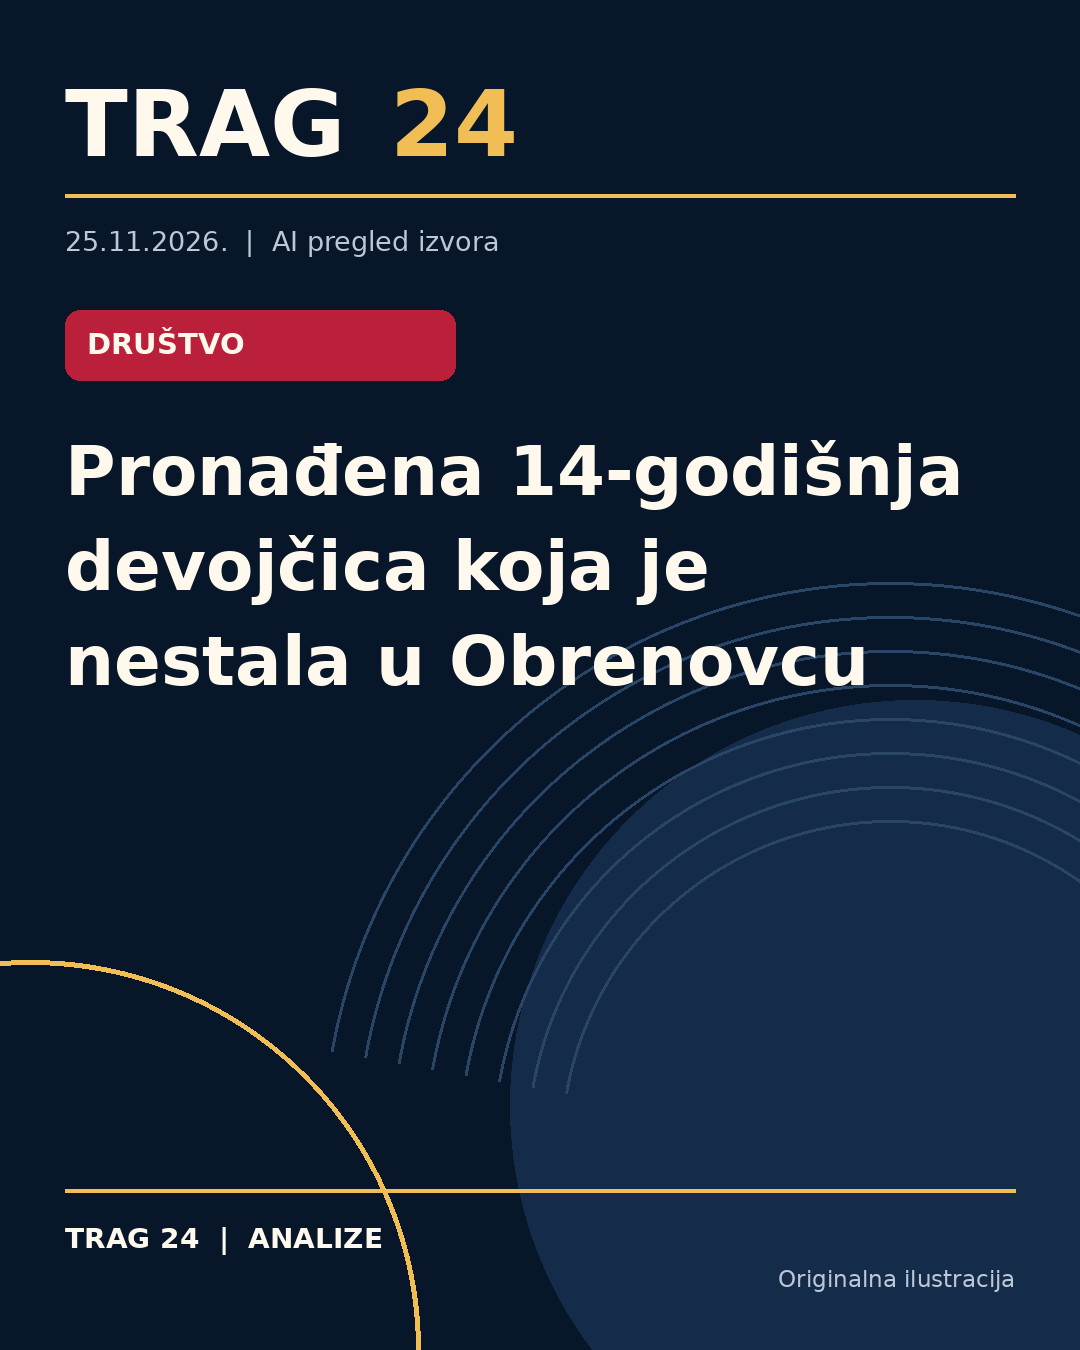 TRAG 24
25.11.2026. | AI pregled izvora
DRUŠTVO
Pronađena 14-godišnja
devojčica koja je
nestala u Obrenovcu
TRAG 24 | ANALIZE
Originalna ilustracija